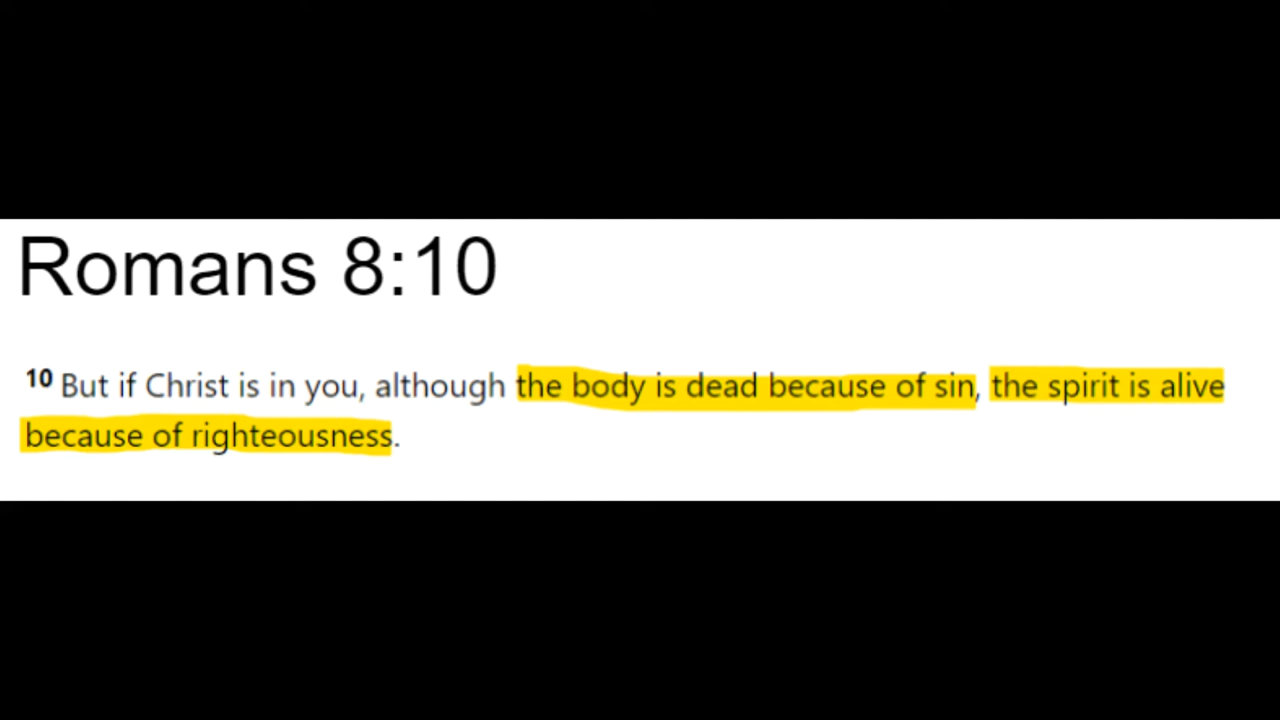 Romans 8:10
10 But if Christ is in you, although the body is dead because of sin, the spirit is alive
because of righteousness.